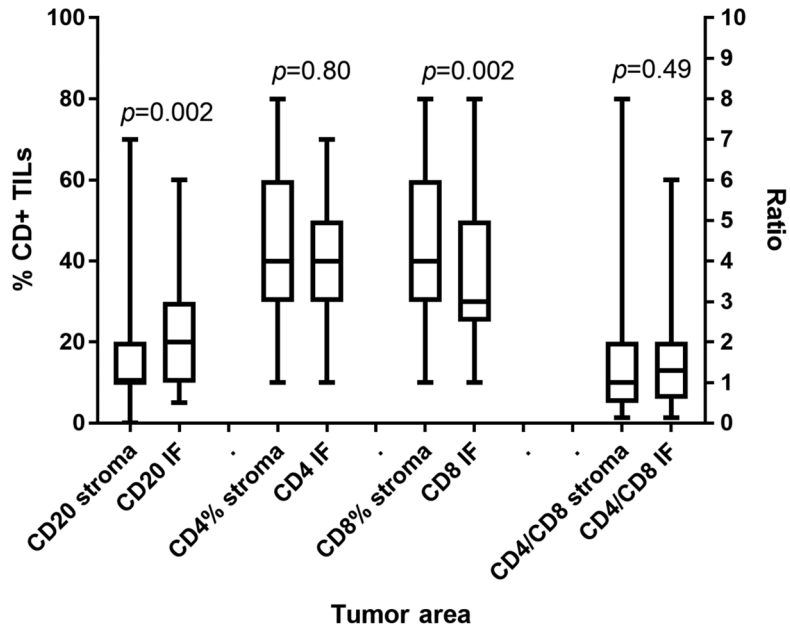 p=0.002
p=0.80
p=0.002
p=0.49
% CD+ TILs
100
80
60
40
20
0
Ratio
10
9
8
7
6
5
4
3
2
1
0
CD20 stroma
CD20 IF
.
CD4% stroma
CD4 IF
.
CD8% stroma
CD8 IF
.
.
CD4/CD8 stroma
CD4/CD8 IF
Tumor area